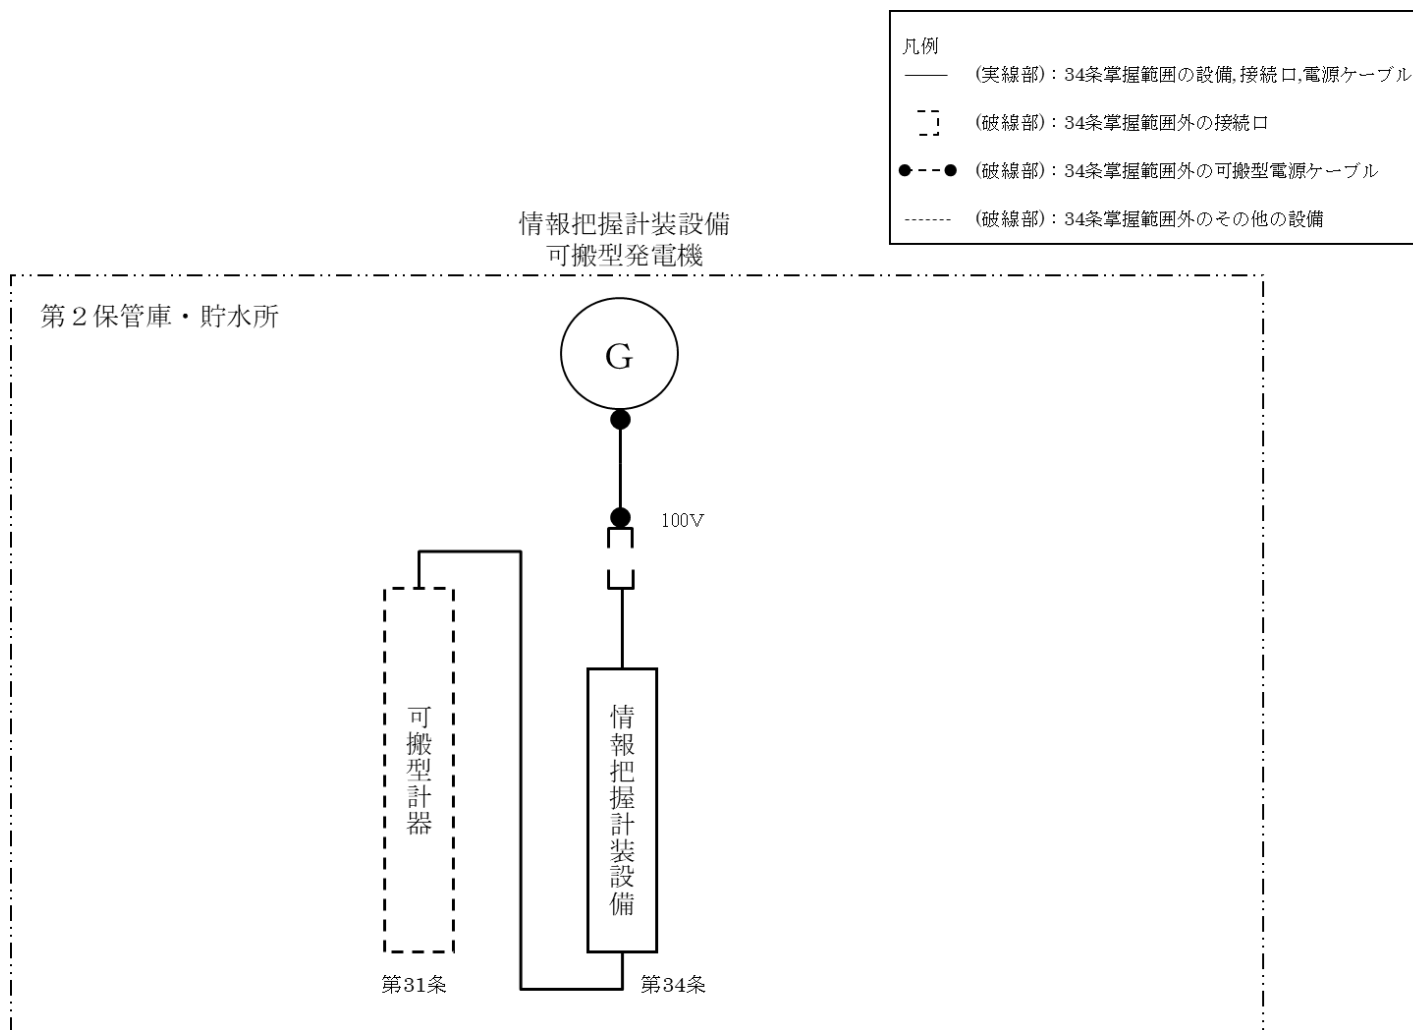 凡例
(実線部)：34条掌握範囲の設備,接続口,電源ケーブル
(破線部)：34条掌握範囲外の接続口
(破線部)：34条掌握範囲外の可搬型電源ケーブル
(破線部)：34条掌握範囲外のその他の設備
情報把握計装設備
可搬型発電機
第２保管庫・貯水所
G
100V
可搬型計器
情報把握計装設備
第31条
第34条